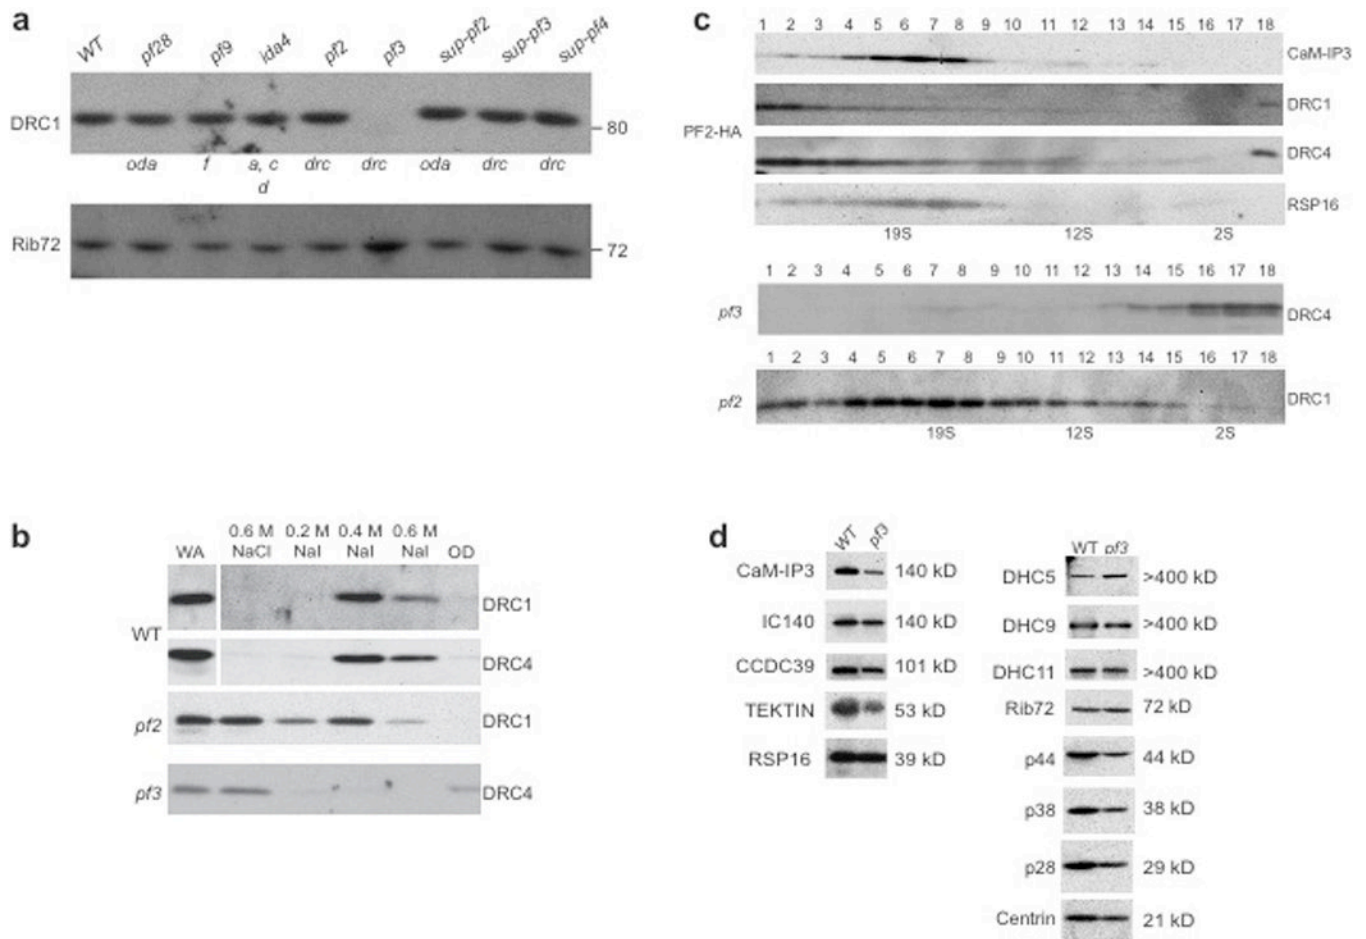 a
WT pf28 pf9 ida4 pf2 pf3 sup-pf2 sup-pf3 sup-pf4
DRC1
80
oda f a, c drc drc oda drc drc
d
Rib72
72
b
0.6 M 0.2 M 0.4 M 0.6 M
WA NaCl NaI NaI NaI OD
DRC1
WT
DRC4
pf2 DRC1
pf3 DRC4
c
1 2 3 4 5 6 7 8 9 10 11 12 13 14 15 16 17 18
CaM-IP3
DRC1
PF2-HA
DRC4
RSP16
19S 12S 2S
1 2 3 4 5 6 7 8 9 10 11 12 13 14 15 16 17 18
pf3 DRC4
1 2 3 4 5 6 7 8 9 10 11 12 13 14 15 16 17 18
pf2 DRC1
19S 12S 2S
d
WT pf3
CaM-IP3 140 kD
IC140 140 kD
CCDC39 101 kD
TEKTIN 53 kD
RSP16 39 kD
WT pf3
DHC5 >400 kD
DHC9 >400 kD
DHC11 >400 kD
Rib72 72 kD
p44 44 kD
p38 38 kD
p28 29 kD
Centrin 21 kD